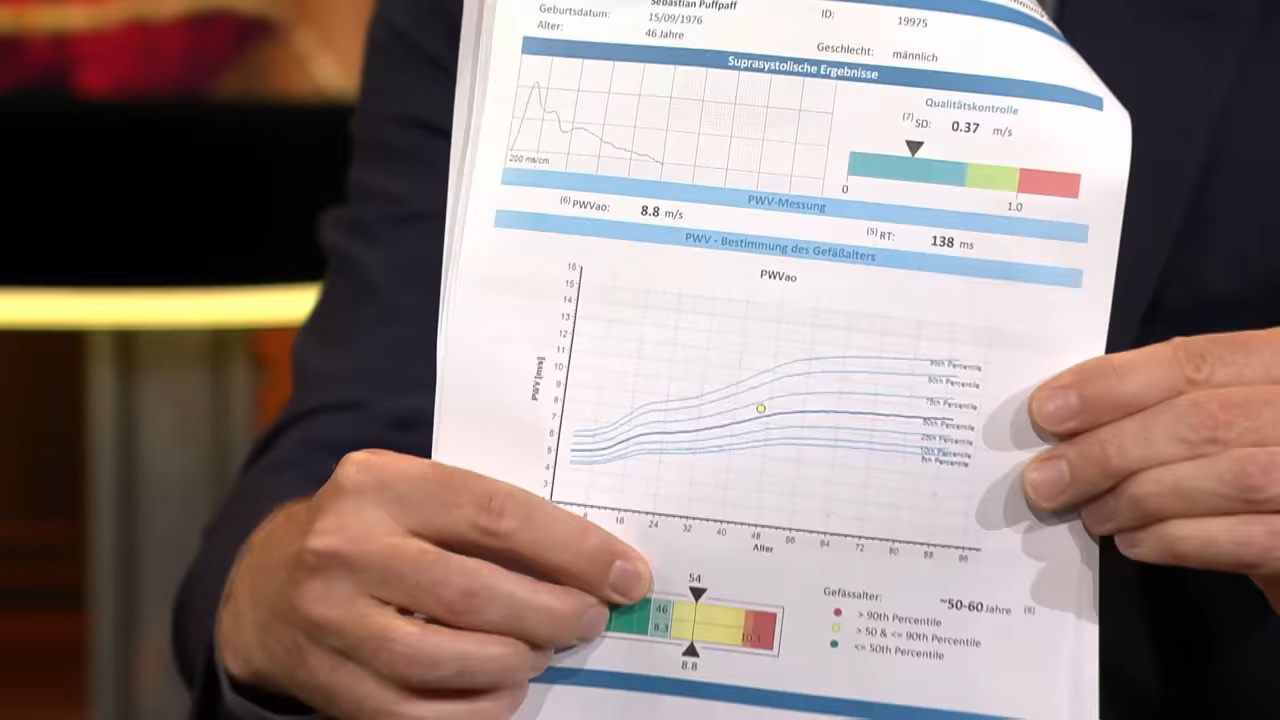 Sebastian Puffpaff
Geburtsdatum: 15/09/1976 ID: 19975
Alter: 46 Jahre
Geschlecht: männlich
Suprasystolische Ergebnisse
Qualitätskontrolle
(7) SD: 0.37 m/s
200 ms/cm
0 1.0
PWV-Messung
(6) PWVao: 8.8 m/s (5) RT: 138 ms
PWV - Bestimmung des Gefäßalters
PWVao
16
15
14
13
12
11
10
9
8
7
6
5
4
3
PWV [m/s]
90th Percentile
75th Percentile
50th Percentile
25th Percentile
10th Percentile
5th Percentile
8 16 24 32 40 48 56 64 72 80 88 96
Alter
54
46
8.3
10.1
8.8
Gefässalter: ~50-60 Jahre (8)
> 90th Percentile
> 50 & <= 90th Percentile
<= 50th Percentile